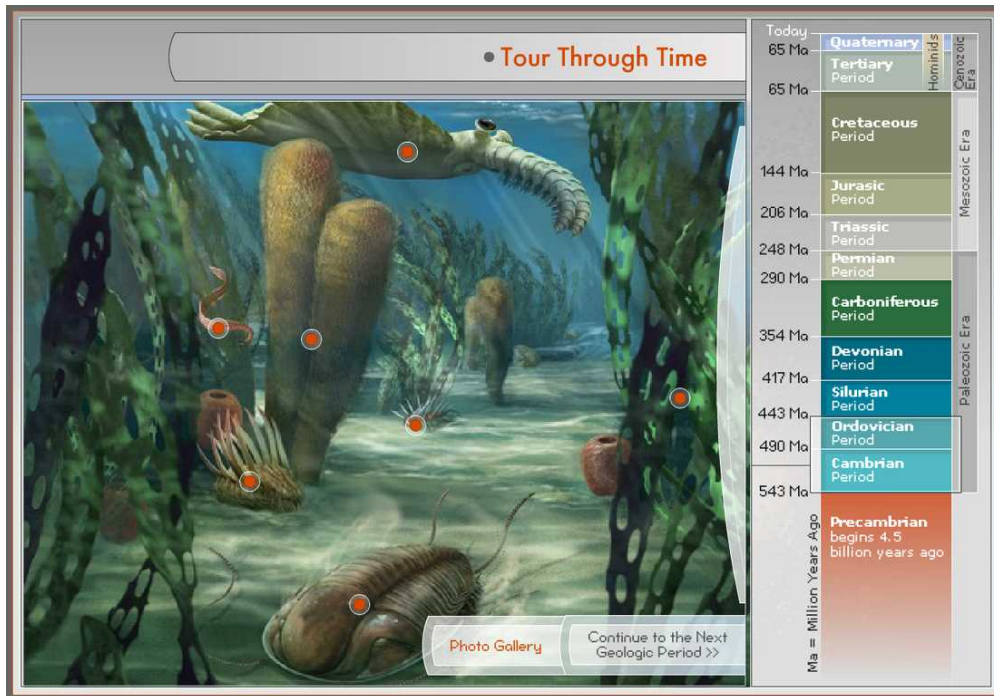 • Tour Through Time
Photo Gallery
Continue to the Next
Geologic Period >>
Today
65 Ma
65 Ma
144 Ma
206 Ma
248 Ma
290 Ma
354 Ma
417 Ma
443 Ma
490 Ma
543 Ma
Ma = Million Years Ago
Quaternary
Tertiary
Period
Cretaceous
Period
Jurasic
Period
Triassic
Period
Permian
Period
Carboniferous
Period
Devonian
Period
Silurian
Period
Ordovician
Period
Cambrian
Period
Precambrian
begins 4.5
billion years ago
Hominids
Cenozoic
Era
Mesozoic Era
Paleozoic Era